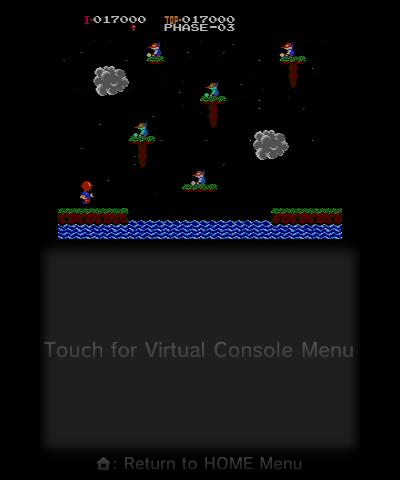 I-017000 TOP-017000
PHASE-03
Touch for Virtual Console Menu
: Return to HOME Menu